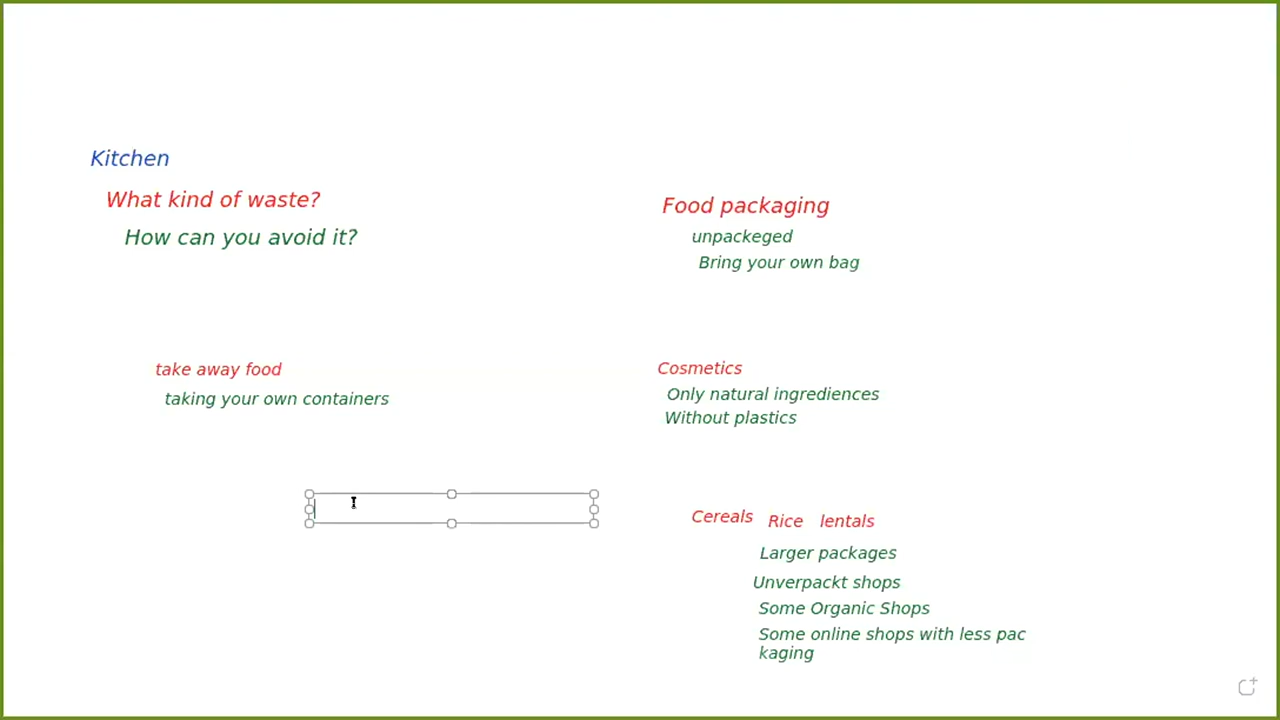 Kitchen
What kind of waste?
How can you avoid it?
Food packaging
unpackeged
Bring your own bag
take away food
taking your own containers
Cosmetics
Only natural ingrediences
Without plastics
Cereals Rice lentals
Larger packages
Unverpackt shops
Some Organic Shops
Some online shops with less pac
kaging